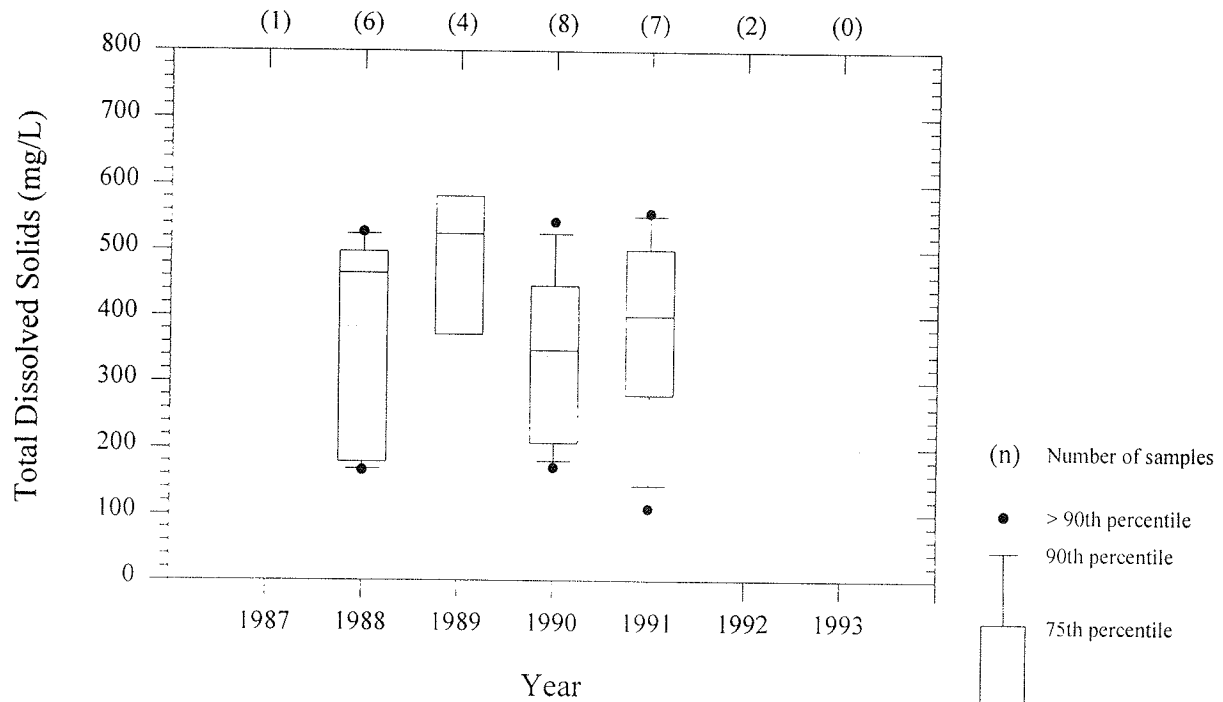 (1) (6) (4) (8) (7) (2) (0)
800
700
600
500
400
300
200
100
0
Total Dissolved Solids (mg/L)
1987 1988 1989 1990 1991 1992 1993
Year
(n) Number of samples
> 90th percentile
90th percentile
75th percentile